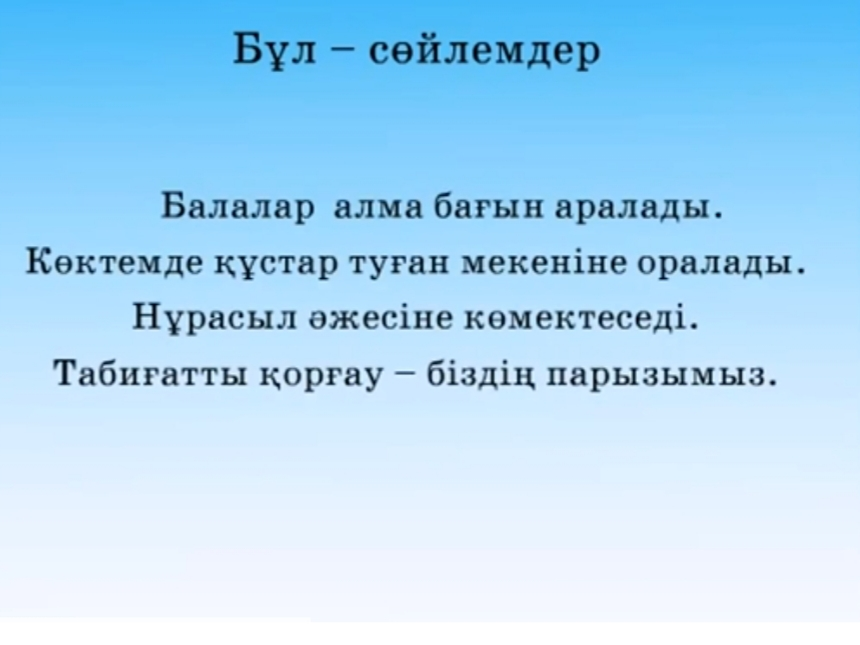 Бұл – сөйлемдер
Балалар алма бағын аралады.
Көктемде құстар туған мекеніне оралады.
Нұрасыл әжесіне көмектеседі.
Табиғатты қорғау – біздің парызымыз.